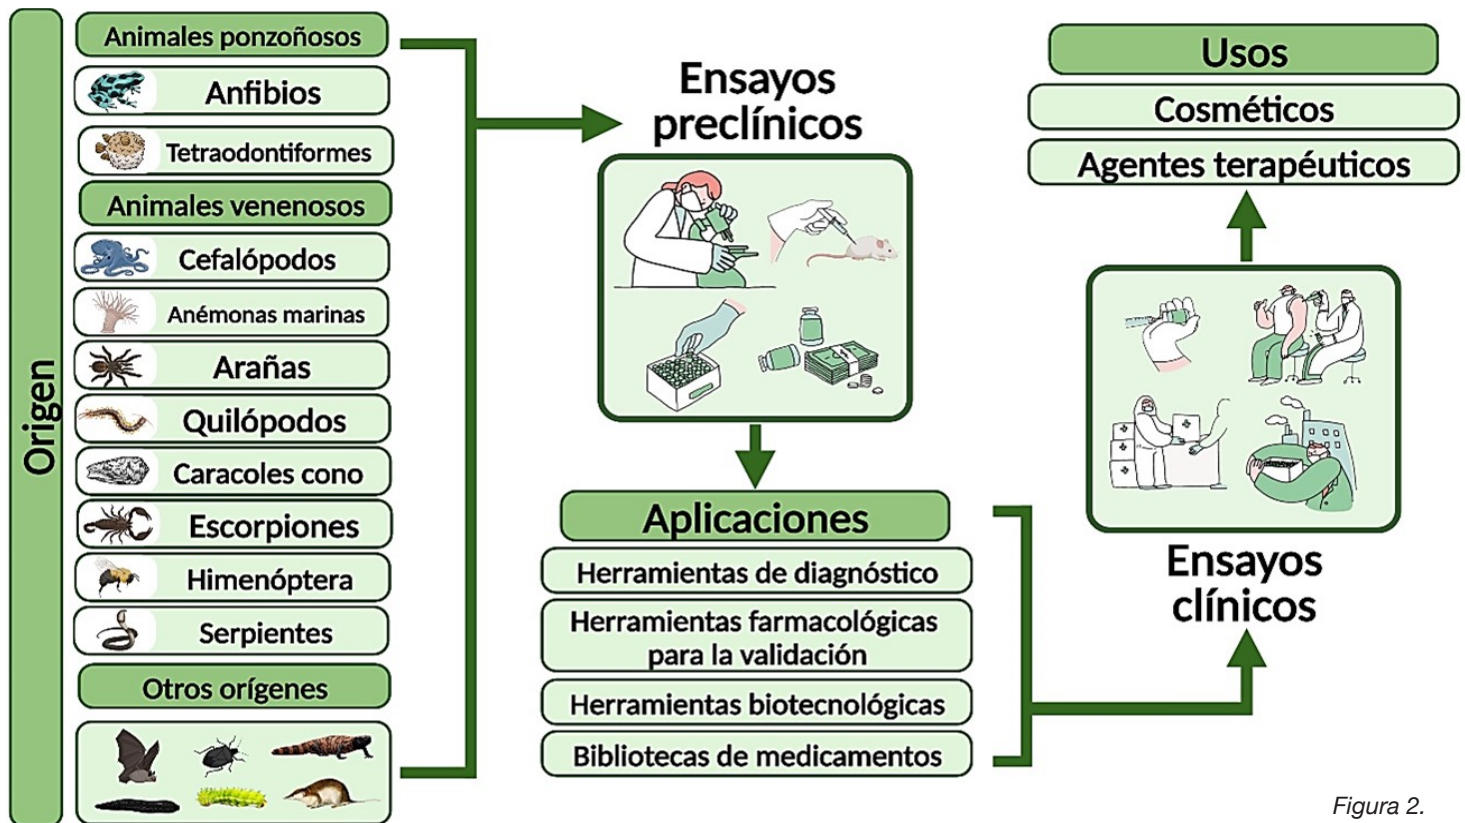 Origen
Animales ponzoñosos
Anfibios
Tetraodontiformes
Animales venenosos
Cefalópodos
Anémonas marinas
Arañas
Quilópodos
Caracoles cono
Escorpiones
Himenóptera
Serpientes
Otros orígenes
Ensayos
preclínicos
Aplicaciones
Herramientas de diagnóstico
Herramientas farmacológicas
para la validación
Herramientas biotecnológicas
Bibliotecas de medicamentos
Usos
Cosméticos
Agentes terapéuticos
Ensayos
clínicos
Figura 2.